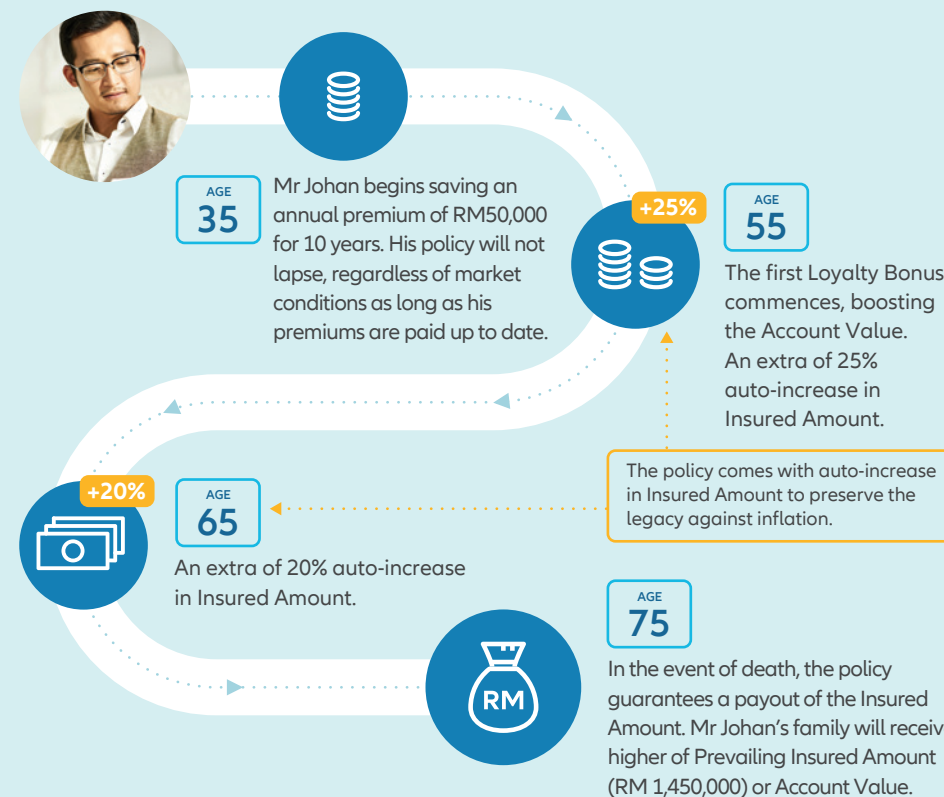 AGE
35
Mr Johan begins saving an
annual premium of RM50,000
for 10 years. His policy will not
lapse, regardless of market
conditions as long as his
premiums are paid up to date.
+25%
AGE
55
The first Loyalty Bonus
commences, boosting
the Account Value.
An extra of 25%
auto-increase in
Insured Amount.
The policy comes with auto-increase
in Insured Amount to preserve the
legacy against inflation.
+20%
AGE
65
An extra of 20% auto-increase
in Insured Amount.
RM
AGE
75
In the event of death, the policy
guarantees a payout of the Insured
Amount. Mr Johan's family will receiv
higher of Prevailing Insured Amount
(RM 1,450,000) or Account Value.